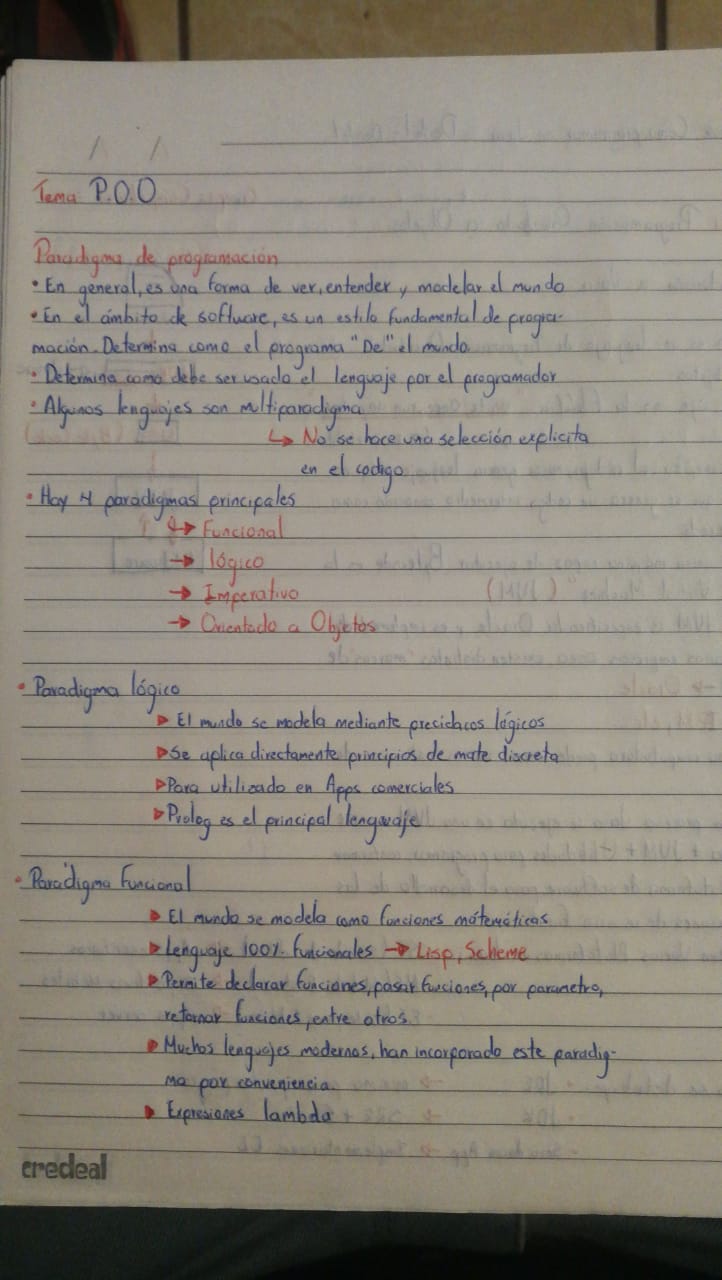 Tema P.O.O
Paradigma de programación
• En general, es una forma de ver, entender y modelar el mundo
• En el ámbito de software, es un estilo fundamental de progra-
mación. Determina como el programa "De" el mundo
• Determina como debe ser usado el lenguaje por el programador
• Algunos lenguajes son multiparadigma
↳ No se hace una selección explicita
en el codigo
• Hay 4 paradigmas principales
↳ Funcional
→ lógico
→ Imperativo
→ Orientado a Objetos
• Paradigma lógico
▶ El mundo se modela mediante lógicos
▶ Se aplica directamente principios de mate discreta
▶ Para utilizado en Apps comerciales
▶ Prolog es el principal lenguaje
• Paradigma Funcional
▶ El mundo se modela como funciones matemáticas
▶ Lenguaje 100% funcionales → Lisp, Scheme
▶ Permite declarar funciones, pasar funciones, por parametro,
retornar funciones, entre otros.
▶ Muchos lenguajes modernos, han incorporado este paradig-
ma por conveniencia.
▶ Expresiones lambda
credeal